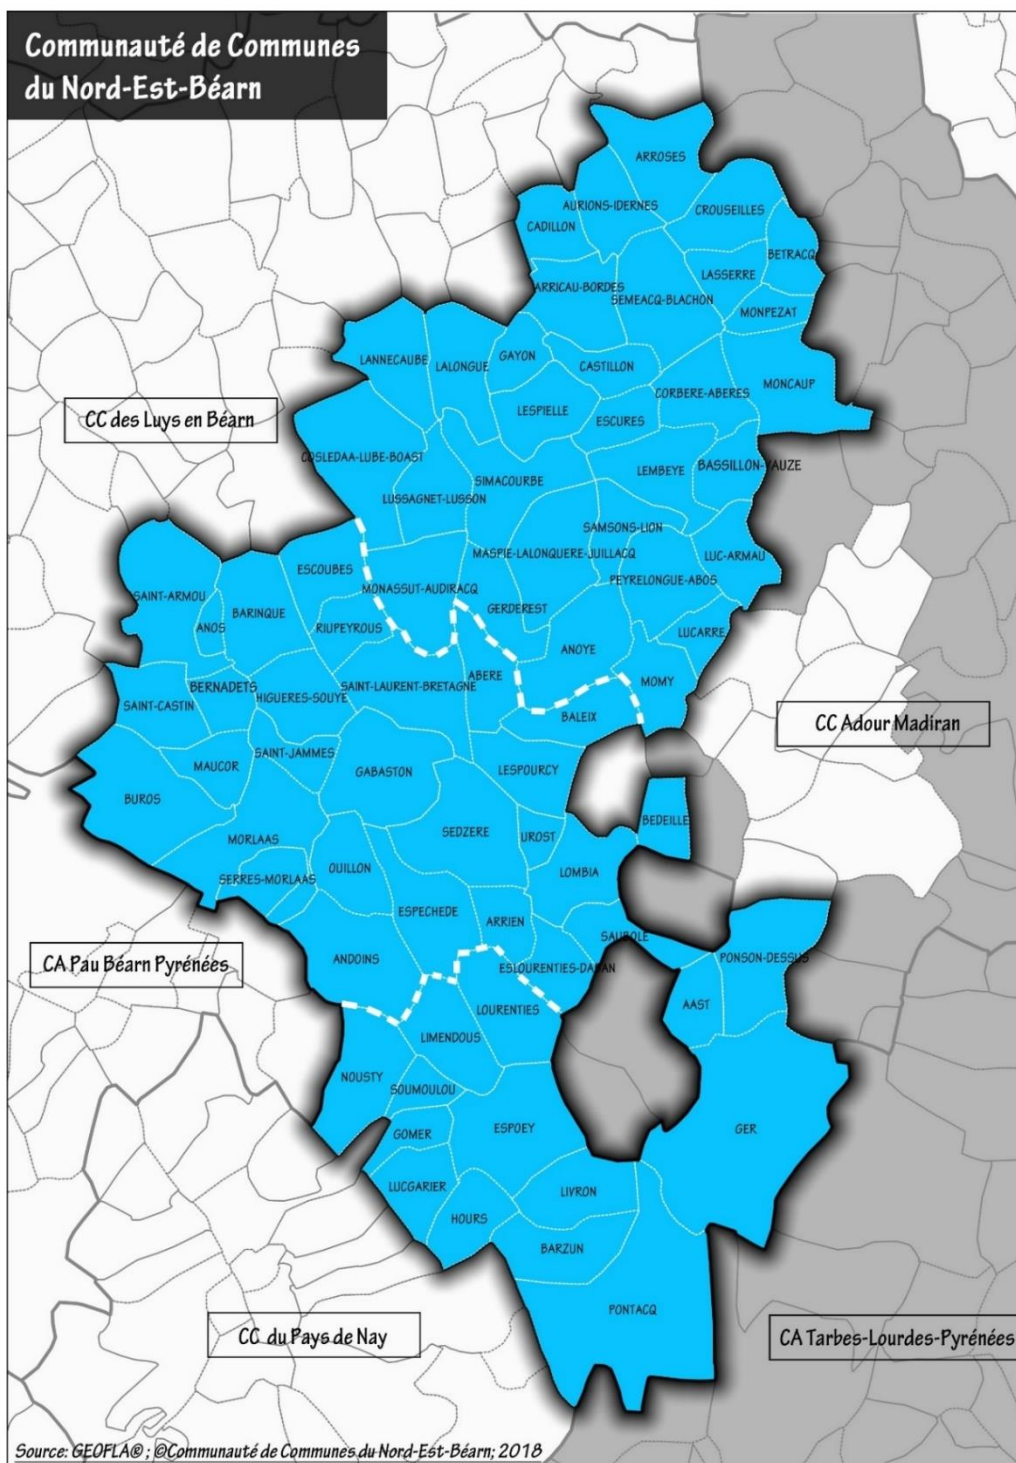 Communauté de Communes
du Nord-Est-Béarn
ARROSES
AURIONS-IDERNES
CROUSEILLES
CADILLON
BETRACQ
LASSERRE
ARRICAU-BORDES
SEMEACQ-BLACHON
MONPEZAT
LANNECAUBE
LALONGUE
GAYON
CASTILLON
MONCAUP
CORBERE-ABERES
LESPIELLE
ESCURES
CC des Luys en Béarn
COSLEDAA-LUBE-BOAST
LEMBEYE
BASSILLON-VAUZE
SIMACOURBE
LUSSAGNET-LUSSON
SAMSONS-LION
MASPIE-LALONQUERE-JUILLACQ
LUC-ARMAU
ESCOUBES
SAINT-ARMOU
MONASSUT-AUDIRACQ
PEYRELONGUE-ABOS
BARINQUE
GERDEREST
ANOS
RIUPEYROUS
LUCARRE
ANOYE
ABERE
MOMY
BERNADETS
SAINT-LAURENT-BRETAGNE
HIGUERES-SOUYE
SAINT-CASTIN
BALEIX
CC Adour Madiran
SAINT-JAMMES
MAUCOR
GABASTON
LESPOURCY
BUROS
BEDEILLE
MORLAAS
SEDZERE
UROST
OUILLON
LOMBIA
SERRES-MORLAAS
ESPECHEDE
ARRIEN
SAUBOLE
CA Pau Béarn Pyrénées
ANDOINS
ESLOURENTIES-DABAN
PONSON-DESSUS
AAST
LOURENTIES
LIMENDOUS
NOUSTY
SOUMOULOU
ESPOEY
GER
GOMER
LUCGARIER
LIVRON
HOURS
BARZUN
PONTACQ
CC du Pays de Nay
CA Tarbes-Lourdes-Pyrénées
Source: GEOFLA® ; ©Communauté de Communes du Nord-Est-Béarn; 2018